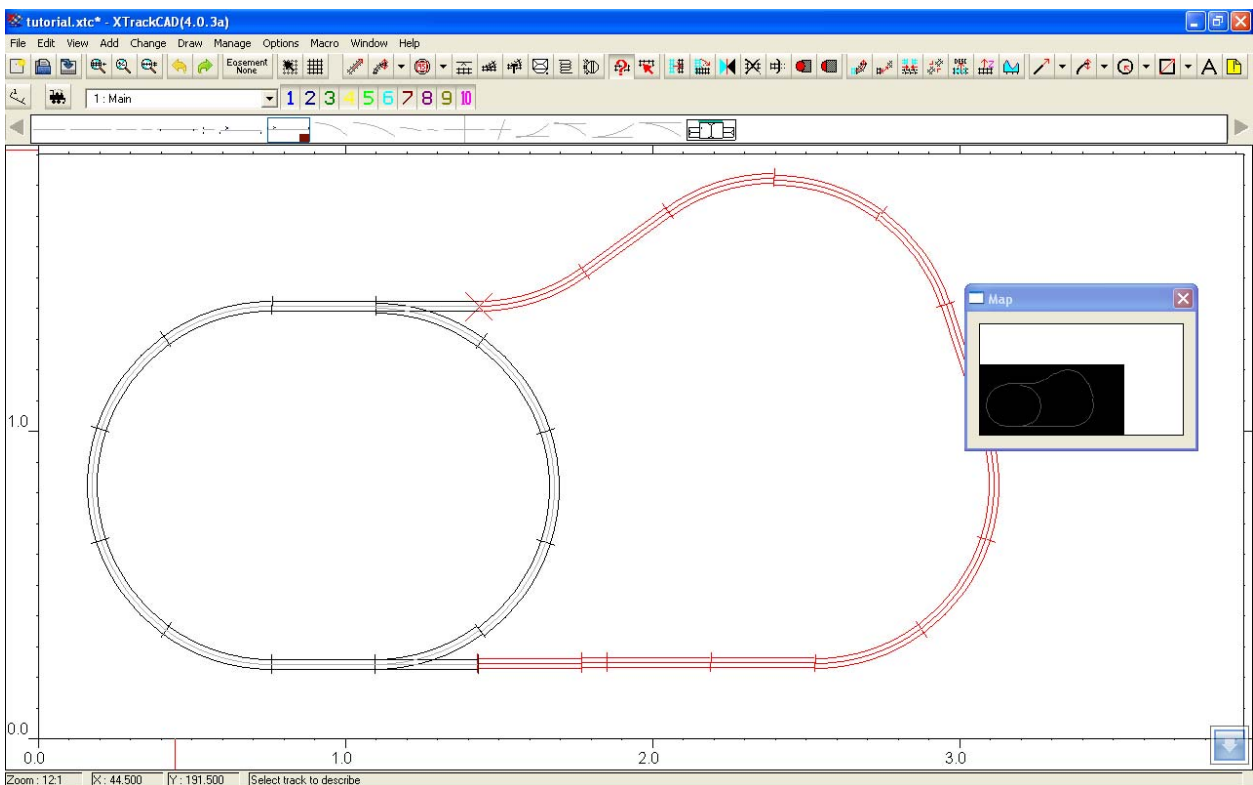 tutorial.xtc* - XTrackCAD(4.0.3a)
File Edit View Add Change Draw Manage Options Macro Window Help
Easement
None
A
1 : Main
1 2 3 4 5 6 7 8 9 10
Map
1.0
0.0
0.0 1.0 2.0 3.0
Zoom : 12:1 X : 44.500 Y : 191.500 Select track to describe